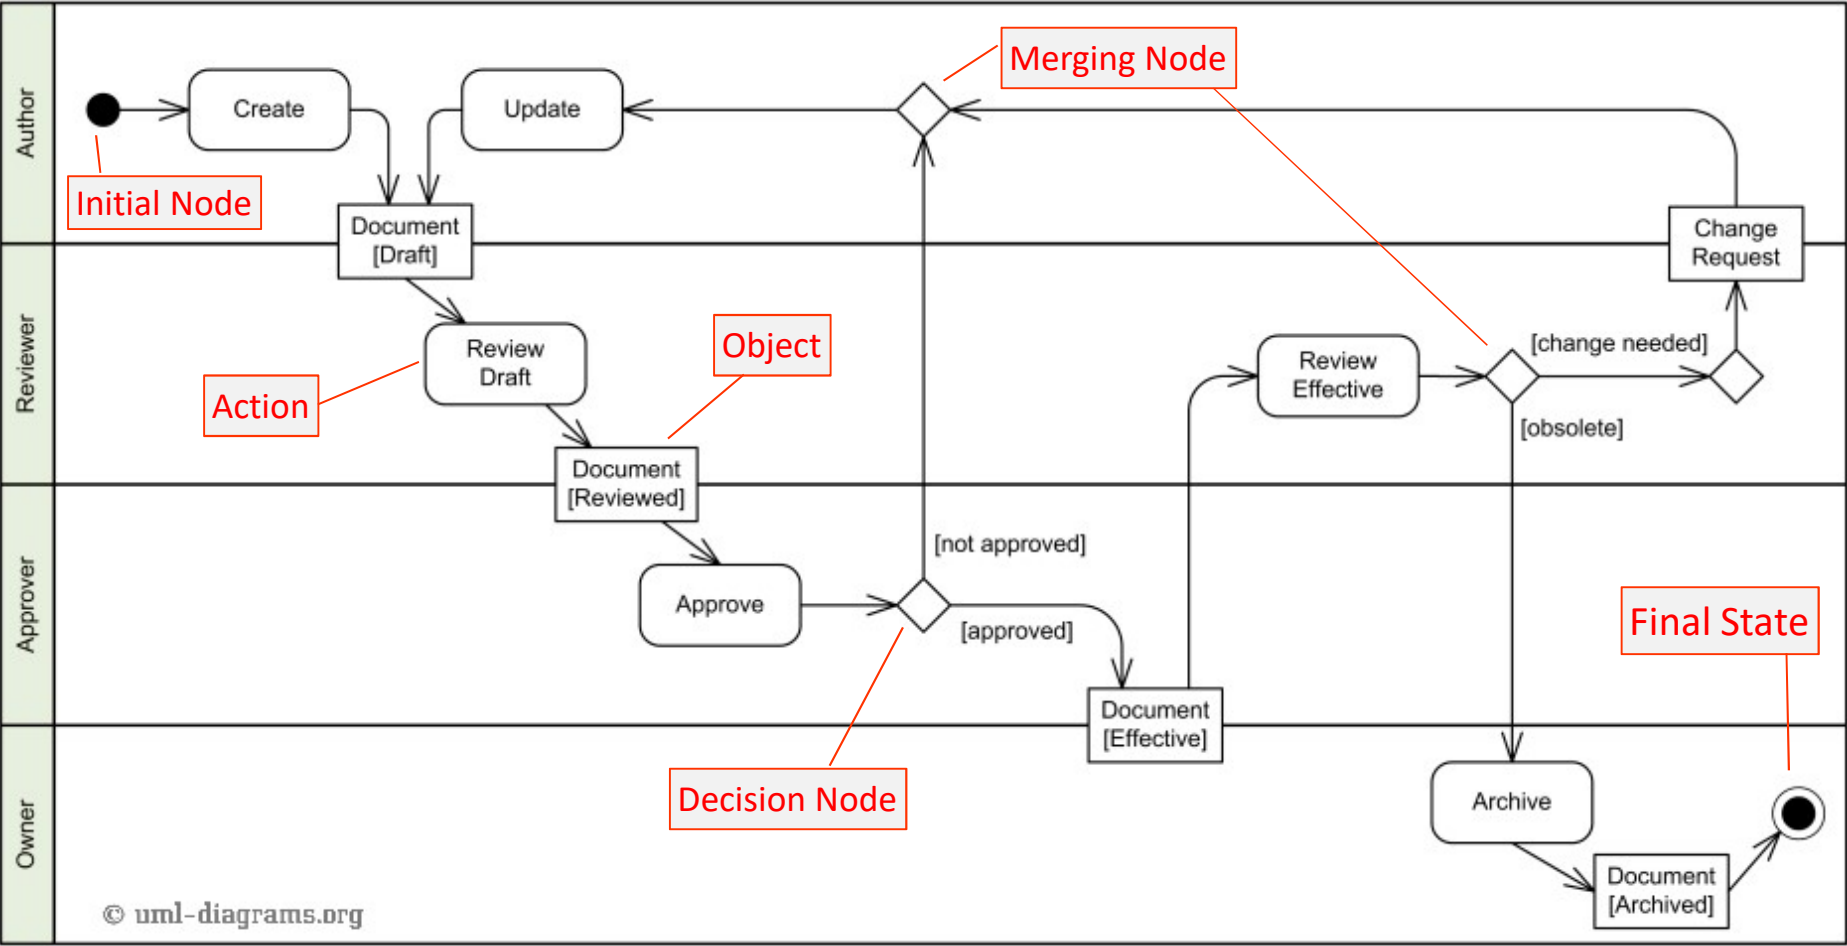 Author
Create
Update
Merging Node
Initial Node
Document
[Draft]
Change
Request
Reviewer
Review
Draft
Action
Object
Document
[Reviewed]
Review
Effective
[change needed]
[obsolete]
Approver
Approve
[not approved]
[approved]
Decision Node
Document
[Effective]
Final State
Owner
Archive
Document
[Archived]
© uml-diagrams.org